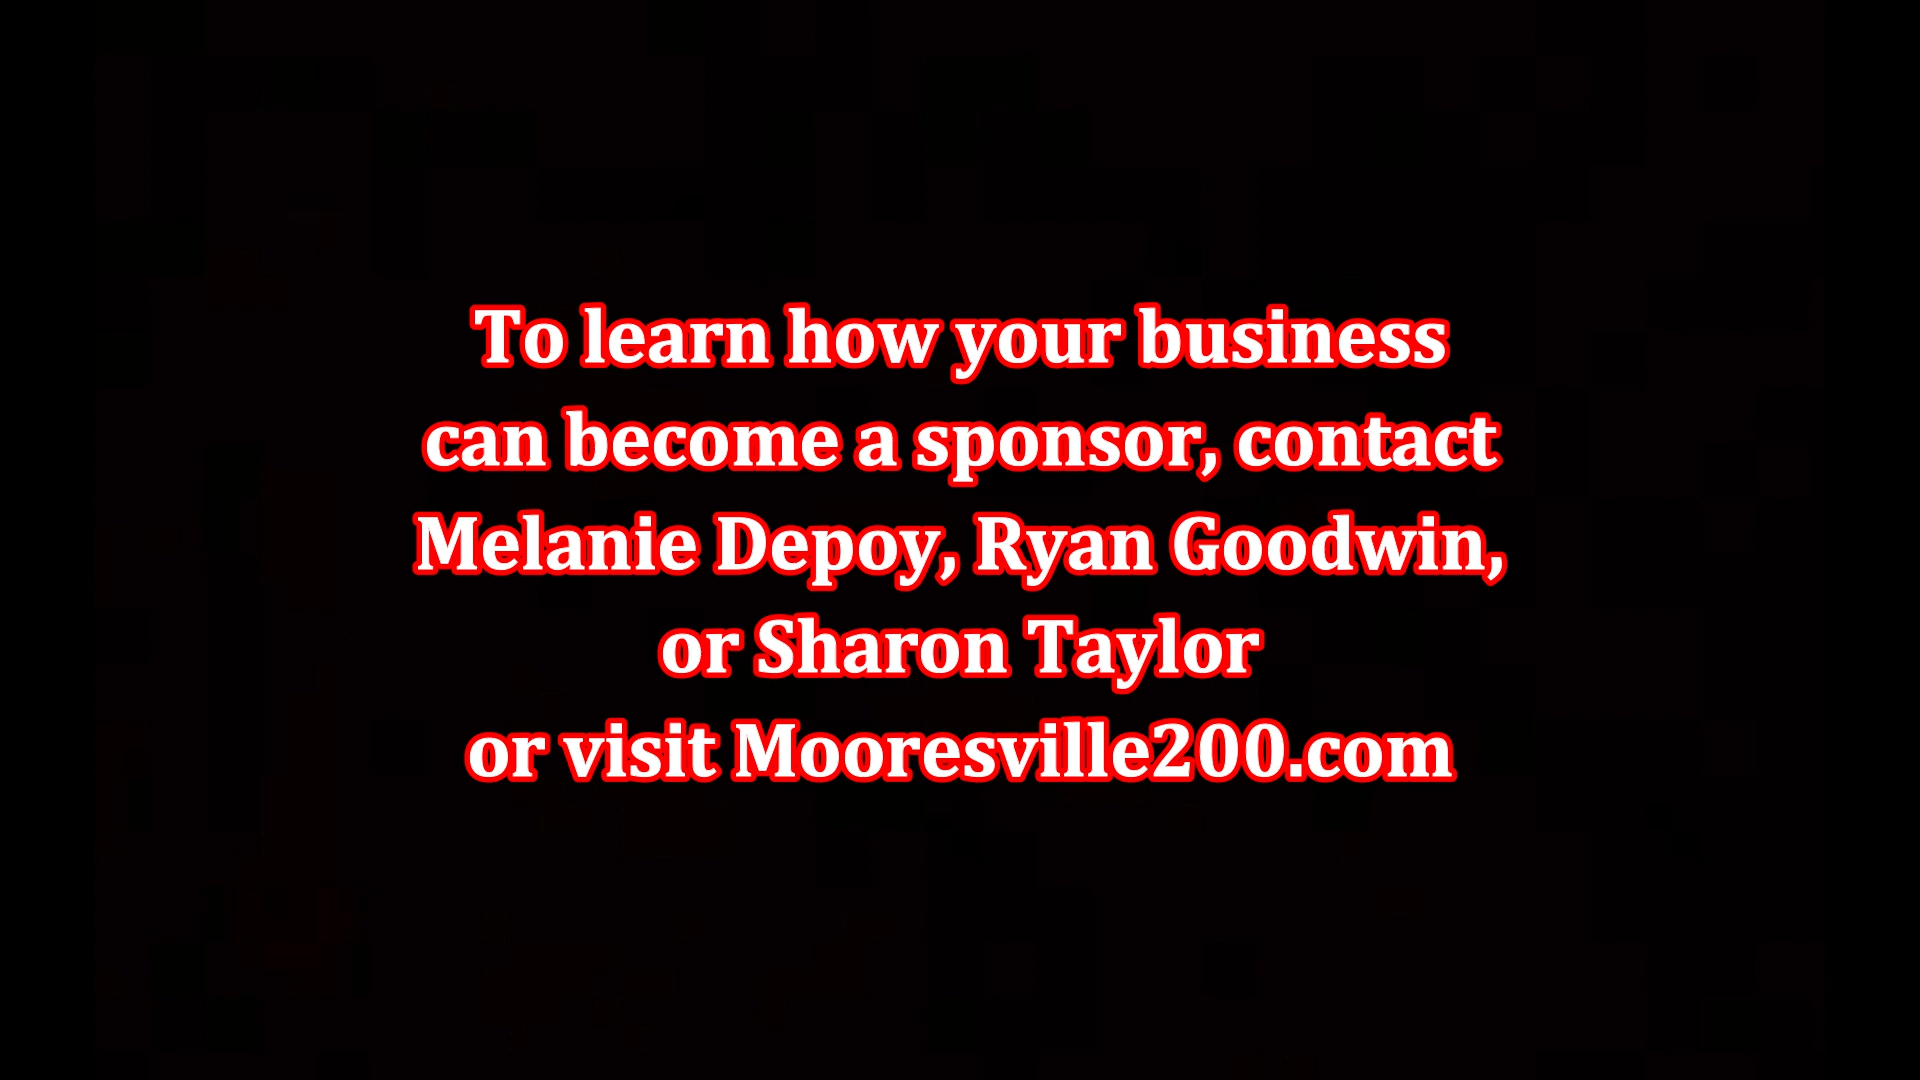 To learn how your business
can become a sponsor, contact
Melanie Depoy, Ryan Goodwin,
or Sharon Taylor
or visit Mooresville200.com